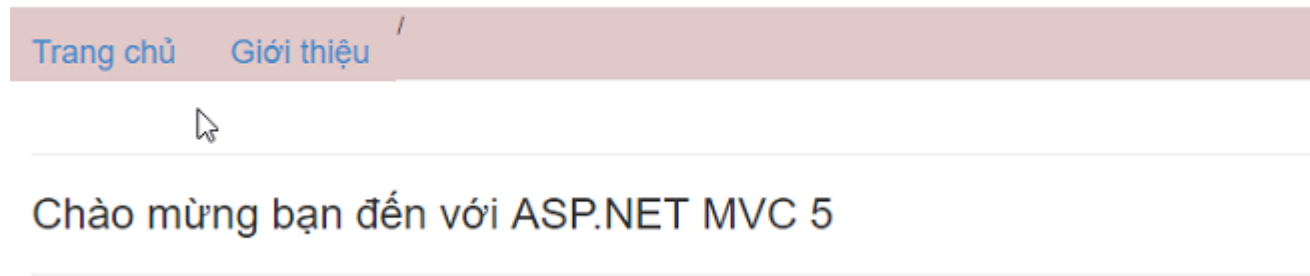 Trang chủ Giới thiệu /
Chào mừng bạn đến với ASP.NET MVC 5